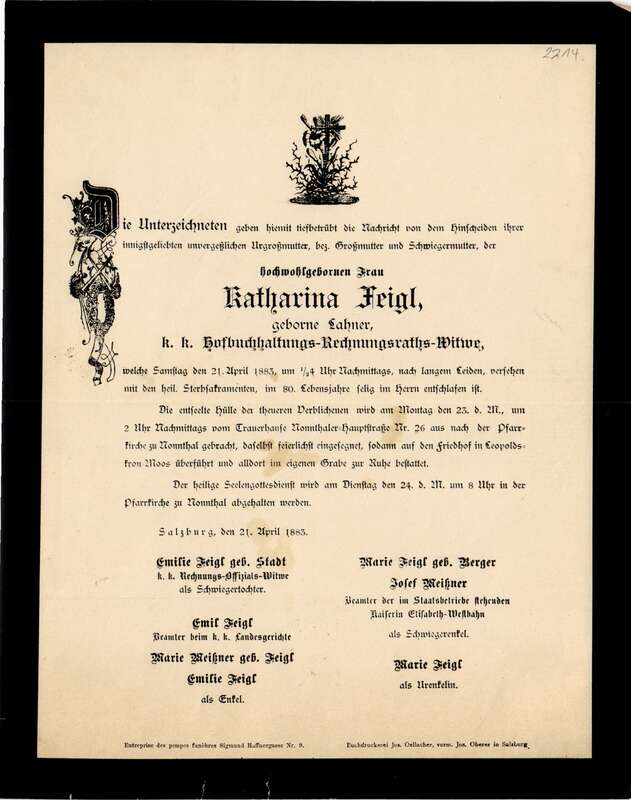 2214.
Die Unterzeichneten geben hiemit tiefbetrübt die Nachricht von dem Hinscheiden ihrer
innigstgeliebten unvergeßlichen Urgroßmutter, bez. Großmutter und Schwiegermutter, der
hochwohlgebornen Frau
Katharina Feigl,
geborne Lahner,
k. k. Hofbuchhaltungs-Rechnungsraths-Witwe,
welche Samstag den 21. April 1883, um 1/24 Uhr Nachmittags, nach langem Leiden, versehen
mit den heil. Sterbsakramenten, im 80. Lebensjahre selig im Herrn entschlafen ist.
Die entseelte Hülle der theueren Verblichenen wird am Montag den 23. d. M., um
2 Uhr Nachmittags vom Trauerhause Nonnthaler-Hauptstraße Nr. 26 aus nach der Pfarr-
kirche zu Nonnthal gebracht, daselbst feierlichst eingesegnet, sodann auf den Friedhof in Leopolds-
kron Moos überführt und alldort im eigenen Grabe zur Ruhe bestattet.
Der heilige Seelengottesdienst wird am Dienstag den 24. d. M. um 8 Uhr in der
Pfarrkirche zu Nonnthal abgehalten werden.
Salzburg, den 21. April 1883.
Emilie Feigl geb. Stadt
k. k. Rechnungs-Offizials-Witwe
als Schwiegertochter.
Emil Feigl
Beamter beim k. k. Landesgerichte
Marie Meißner geb. Feigl
Emilie Feigl
als Enkel.
Marie Feigl geb. Berger
Josef Meißner
Beamter der im Staatsbetriebe stehenden
Kaiserin Elisabeth-Westbahn
als Schwiegerenkel.
Marie Feigl
als Urenkelin.
Entreprise des pompes funèbres Sigmund Haffnergasse Nr. 9.
Buchdruckerei Jos. Oellacher, vorm. Jos. Oberer in Salzburg.